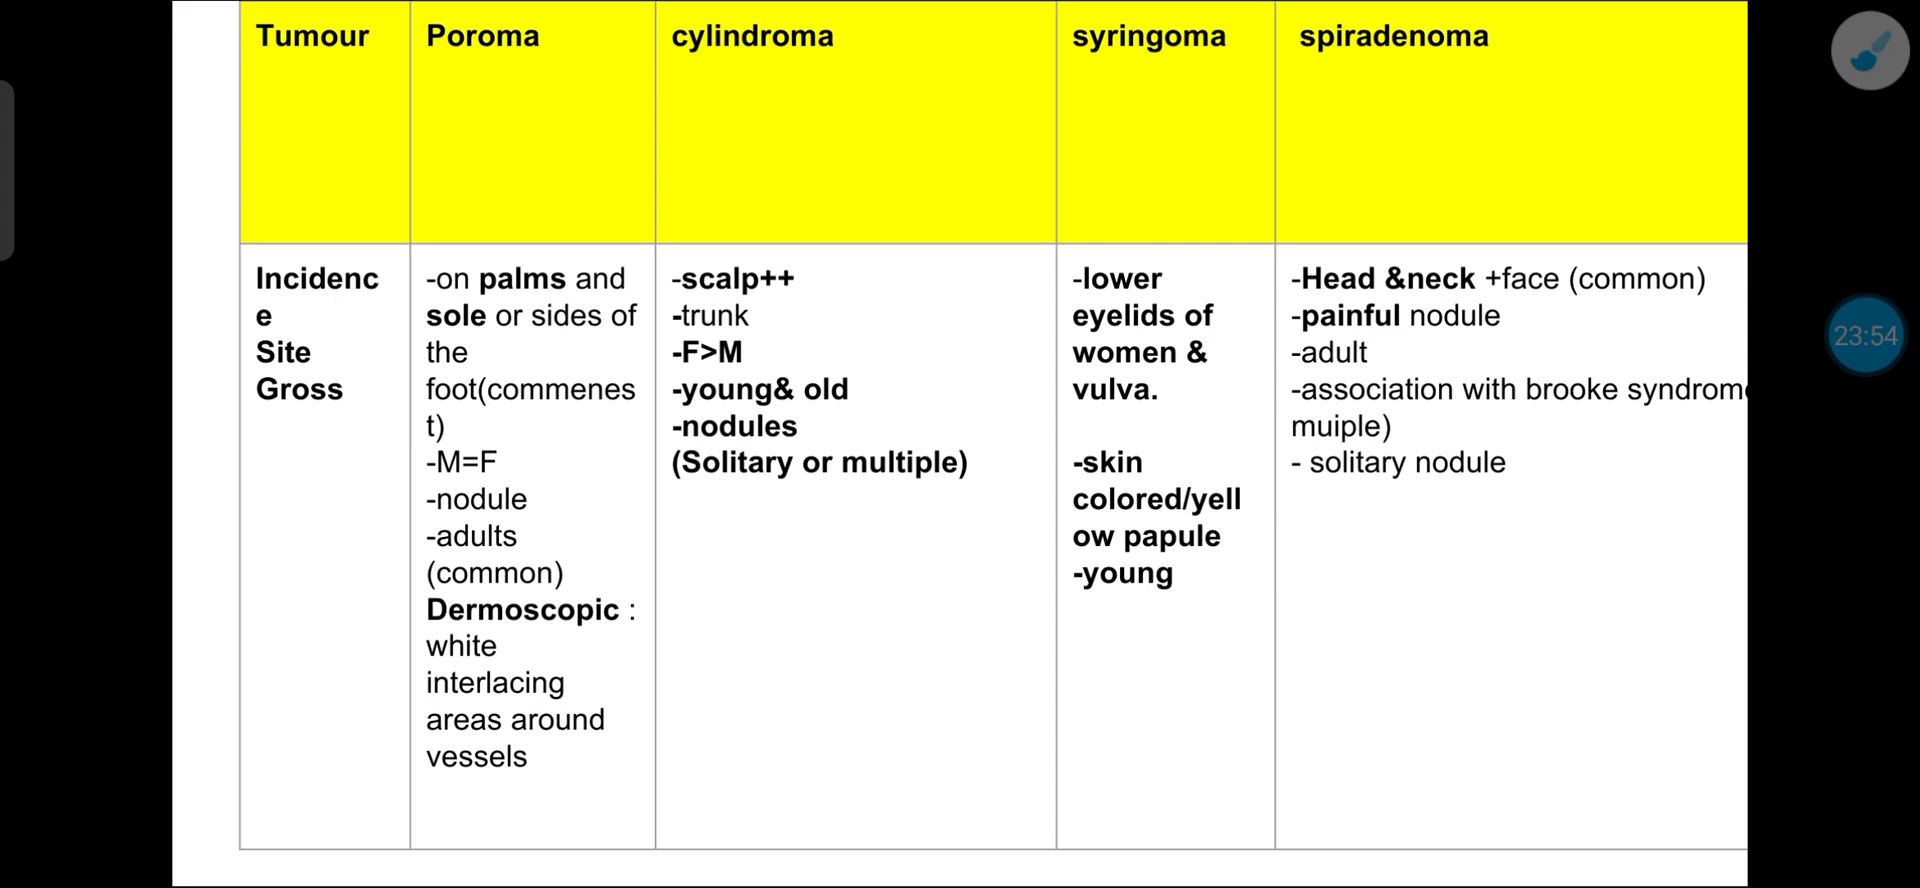 Tumour
Poroma
cylindroma
syringoma
spiradenoma
Incidenc
e
Site
Gross
-on palms and
sole or sides of
the
foot(commenes
t)
-M=F
-nodule
-adults
(common)
Dermoscopic :
white
interlacing
areas around
vessels
-scalp++
-trunk
-F>M
-young& old
-nodules
(Solitary or multiple)
-lower
eyelids of
women &
vulva.
-skin
colored/yell
ow papule
-young
-Head &neck +face (common)
-painful nodule
-adult
-association with brooke syndrome
muiple)
- solitary nodule
23:54